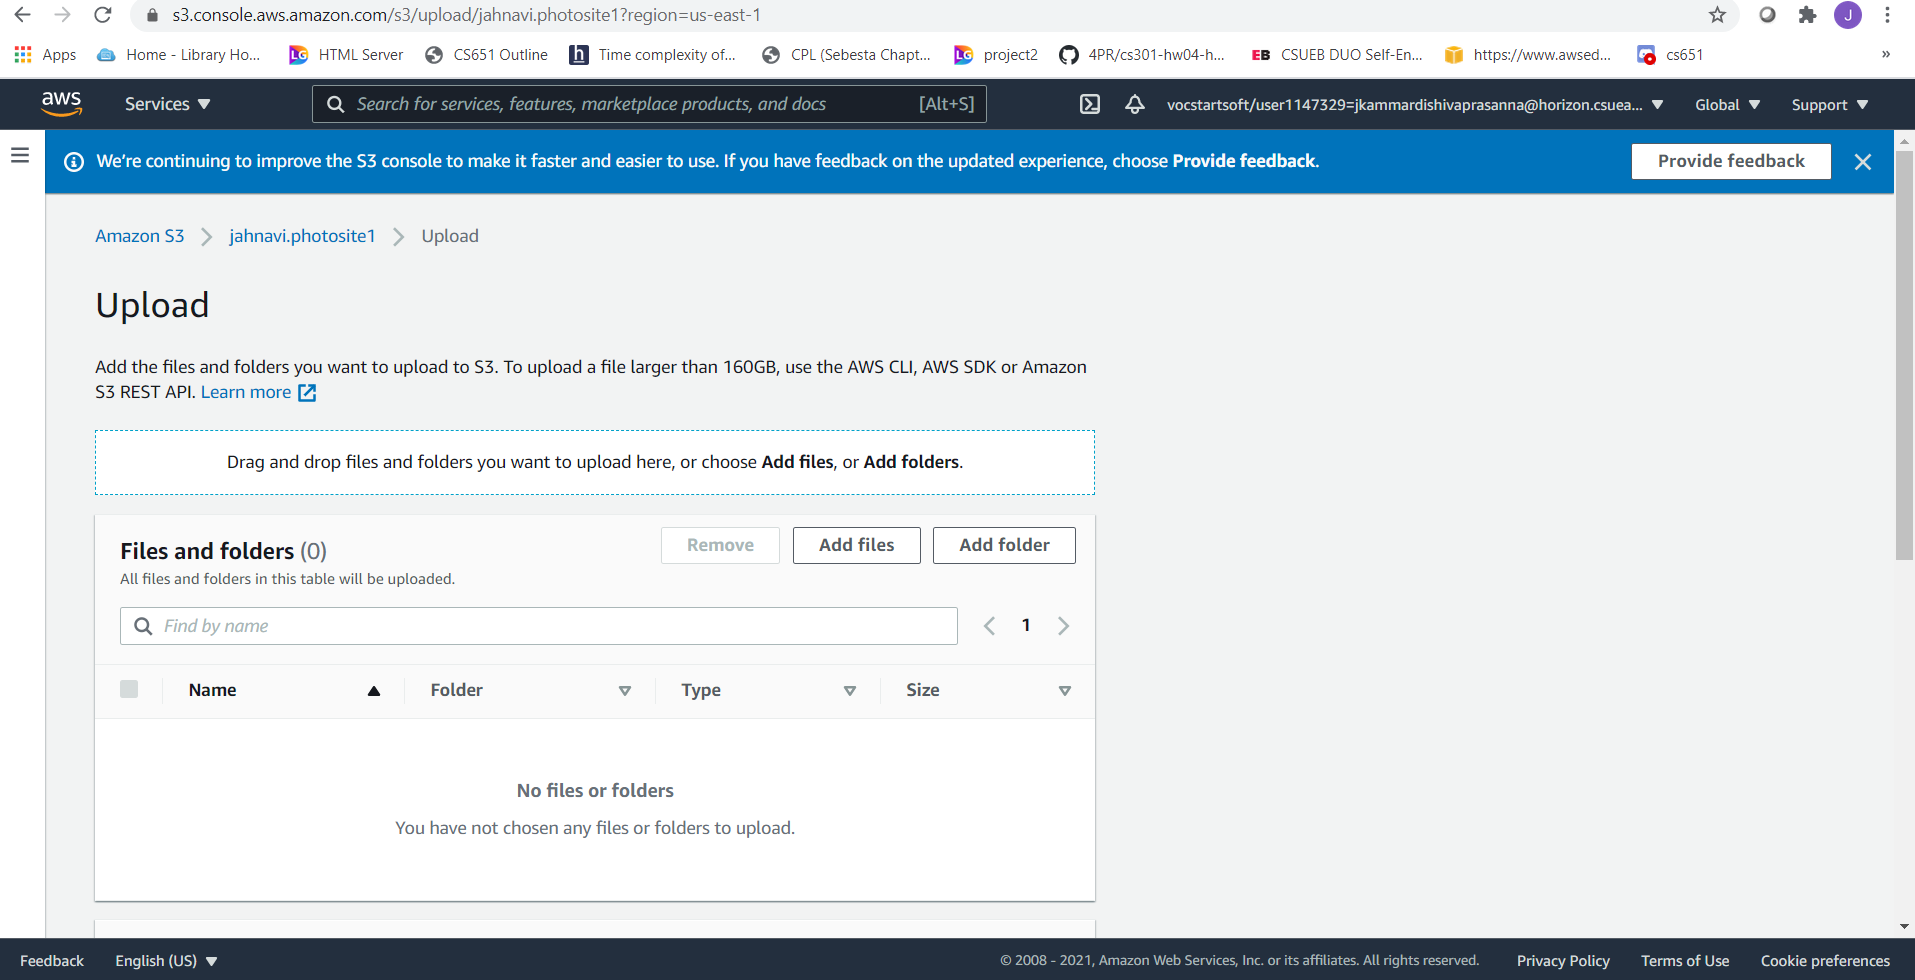 s3.console.aws.amazon.com/s3/upload/jahnavi.photosite1?region=us-east-1
J
Apps Home - Library Ho... LG HTML Server CS651 Outline h Time complexity of... CPL (Sebesta Chapt... LG project2 4PR/cs301-hw04-h... EB CSUEB DUO Self-En... https://www.awsed... cs651 »
aws Services Search for services, features, marketplace products, and docs [Alt+S] vocstartsoft/user1147329=jkammardishivaprasanna@horizon.csuea... Global Support
We're continuing to improve the S3 console to make it faster and easier to use. If you have feedback on the updated experience, choose Provide feedback. Provide feedback
Amazon S3 > jahnavi.photosite1 > Upload
Upload
Add the files and folders you want to upload to S3. To upload a file larger than 160GB, use the AWS CLI, AWS SDK or Amazon
S3 REST API. Learn more
Drag and drop files and folders you want to upload here, or choose Add files, or Add folders.
Files and folders (0) Remove Add files Add folder
All files and folders in this table will be uploaded.
Find by name 1
Name Folder Type Size
No files or folders
You have not chosen any files or folders to upload.
Feedback English (US) © 2008 - 2021, Amazon Web Services, Inc. or its affiliates. All rights reserved. Privacy Policy Terms of Use Cookie preferences